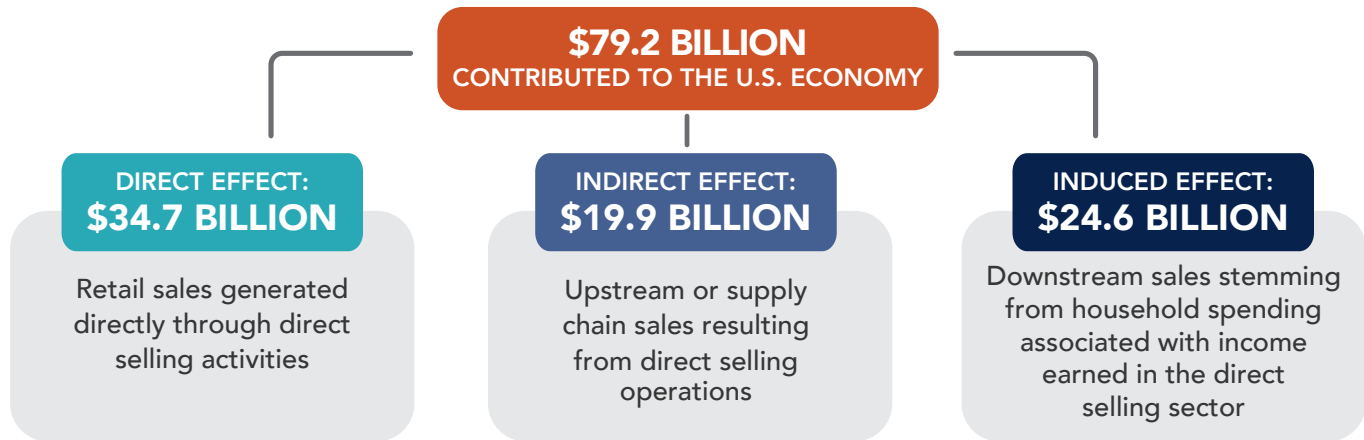 $79.2 BILLION
CONTRIBUTED TO THE U.S. ECONOMY
DIRECT EFFECT:
$34.7 BILLION
Retail sales generated
directly through direct
selling activities
INDIRECT EFFECT:
$19.9 BILLION
Upstream or supply
chain sales resulting
from direct selling
operations
INDUCED EFFECT:
$24.6 BILLION
Downstream sales stemming
from household spending
associated with income
earned in the direct
selling sector